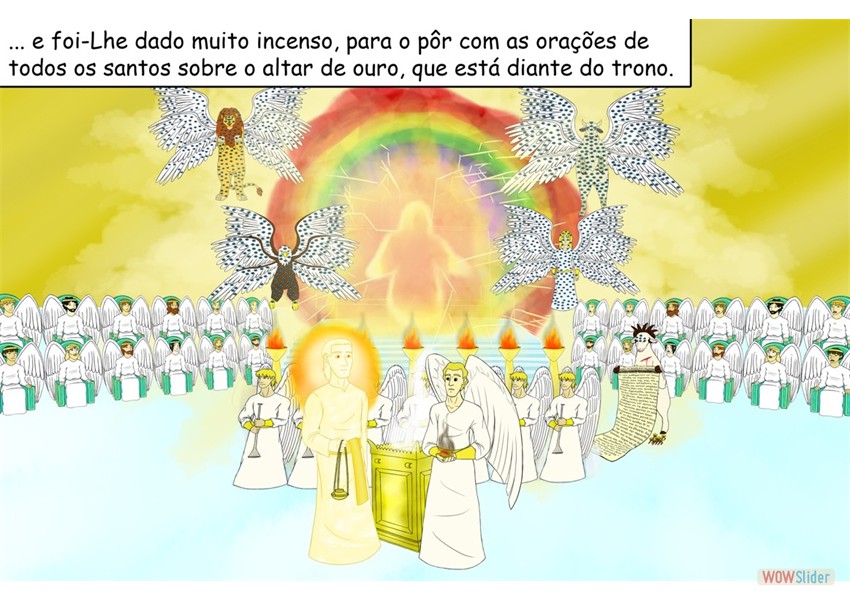 ... e foi-Lhe dado muito incenso, para o pôr com as orações de
todos os santos sobre o altar de ouro, que está diante do trono.
WOWSlider